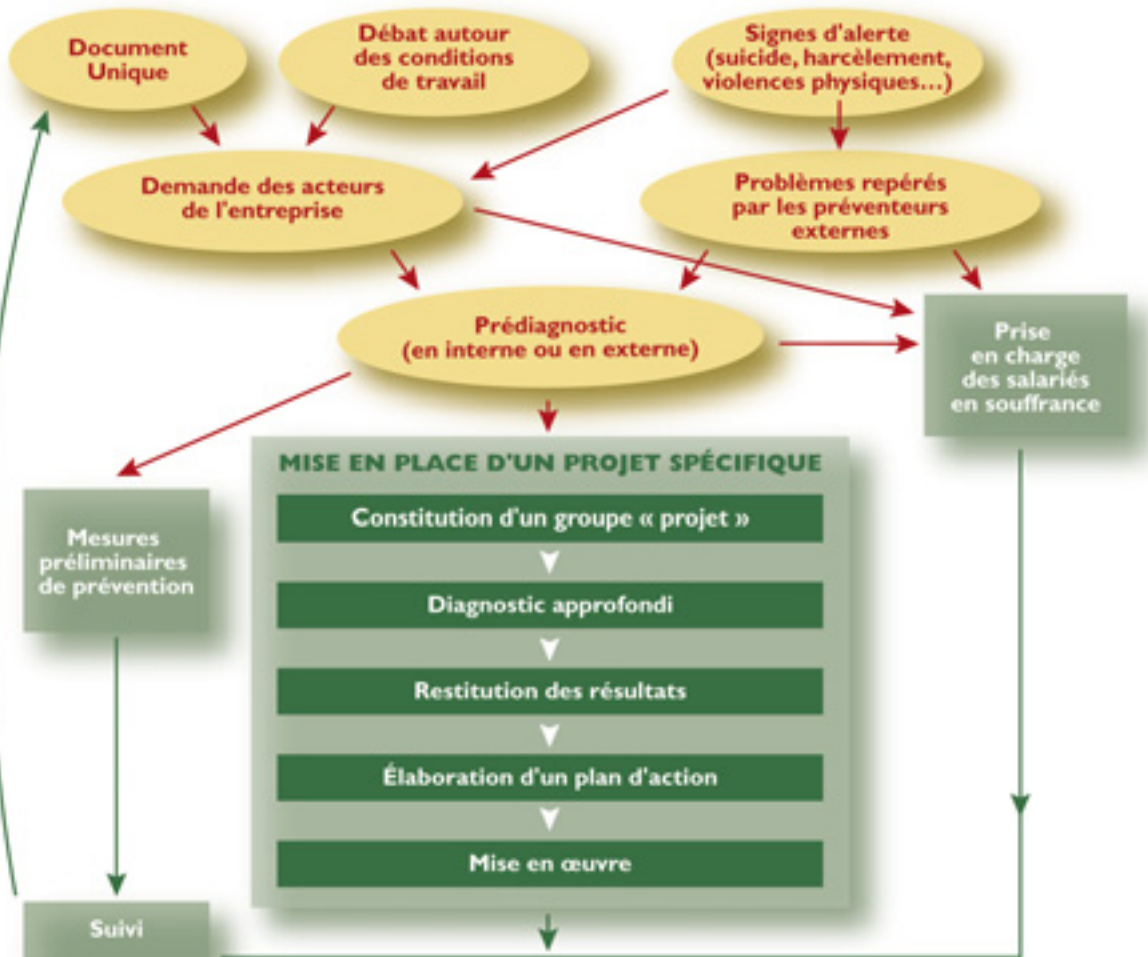 Document
Unique
Débat autour
des conditions
de travail
Signes d'alerte
(suicide, harcèlement,
violences physiques...)
Demande des acteurs
de l'entreprise
Problèmes repérés
par les préventeurs
externes
Prédiagnostic
(en interne ou en externe)
Prise
en charge
des salariés
en souffrance
MISE EN PLACE D'UN PROJET SPÉCIFIQUE
Constitution d'un groupe « projet »
Mesures
préliminaires
de prévention
Diagnostic approfondi
Restitution des résultats
Élaboration d'un plan d'action
Mise en œuvre
Suivi